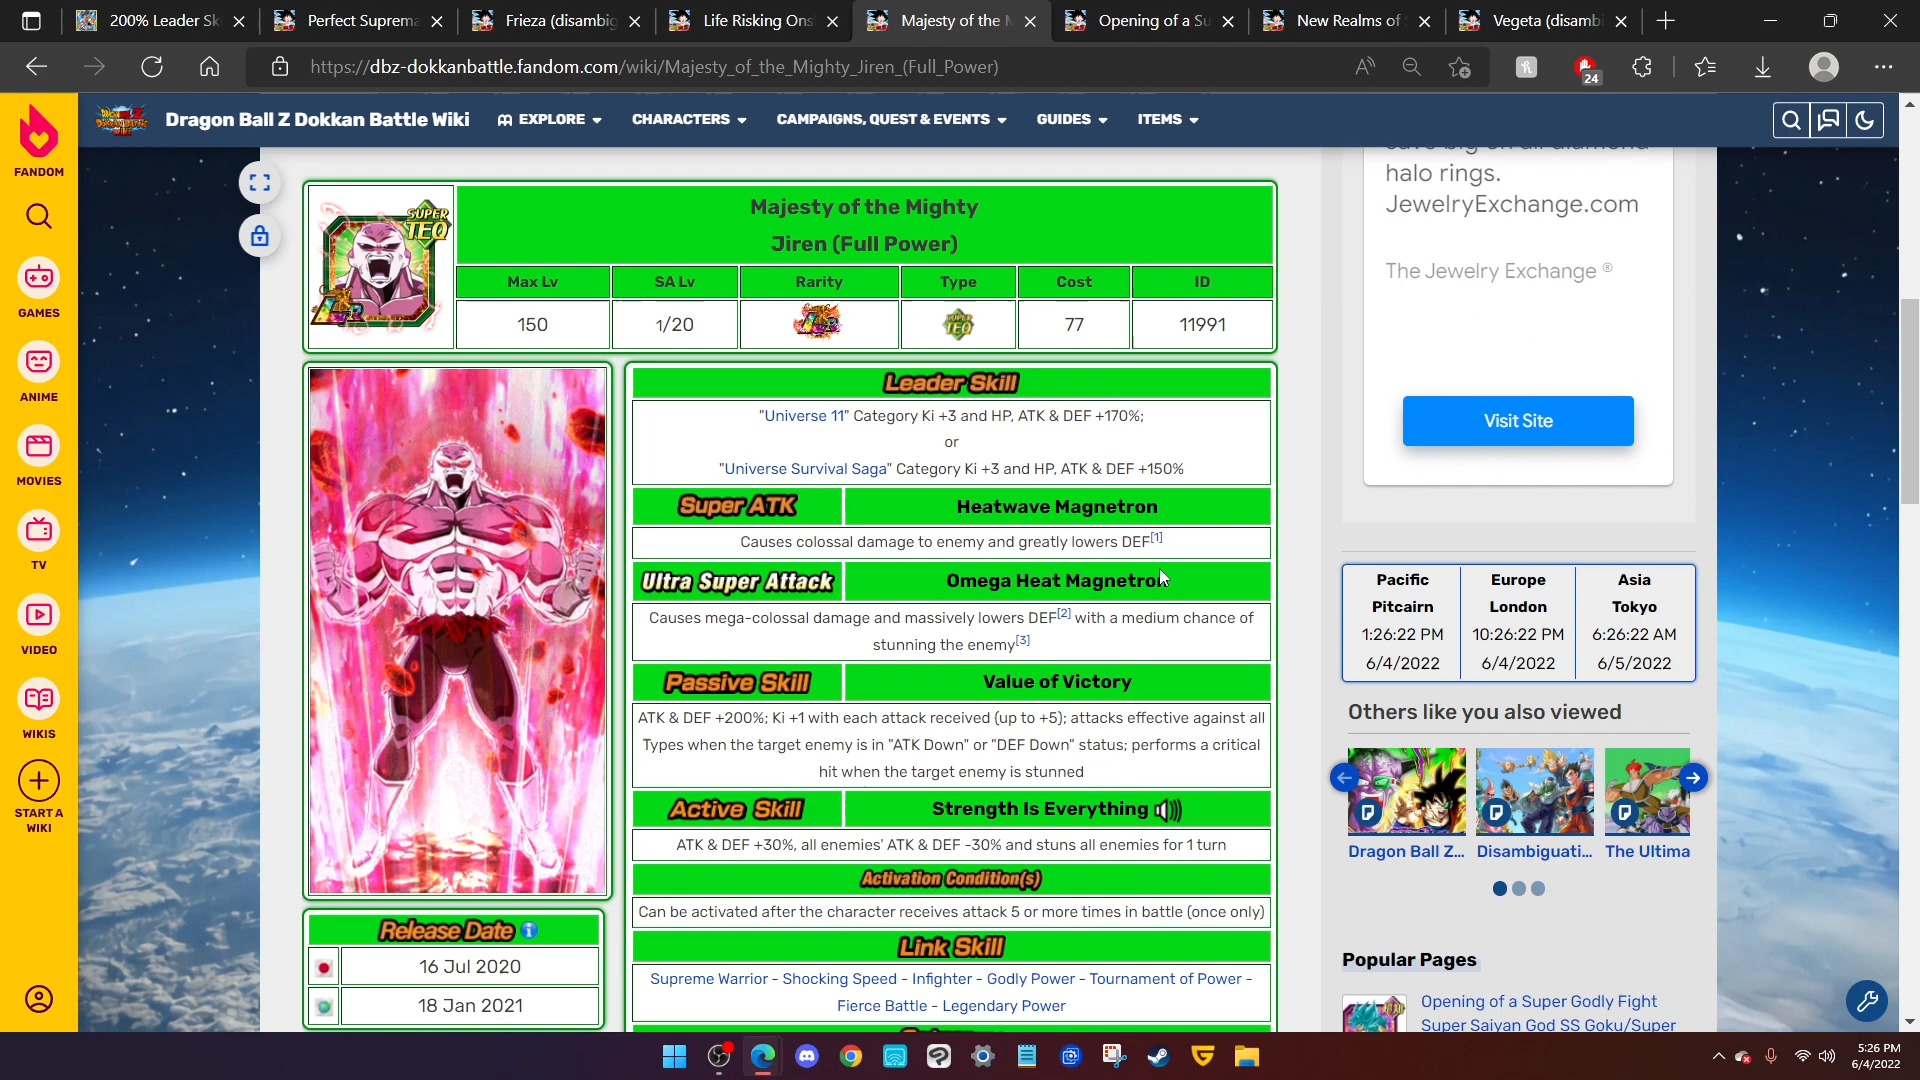 200% Leader Sk
Perfect Suprema
Frieza (disambig
Life Risking Ons
Majesty of the M
Opening of a Su
New Realms of
Vegeta (disambi
https://dbz-dokkanbattle.fandom.com/wiki/Majesty_of_the_Mighty_Jiren_(Full_Power)
24
Dragon Ball Z Dokkan Battle Wiki
EXPLORE
CHARACTERS
CAMPAIGNS, QUEST & EVENTS
GUIDES
ITEMS
FANDOM
GAMES
ANIME
MOVIES
TV
VIDEO
WIKIS
START A
WIKI
SUPER
TEQ
LR
Majesty of the Mighty
Jiren (Full Power)
Max Lv
SA Lv
Rarity
Type
Cost
ID
150
1/20
LR
SUPER
TEQ
77
11991
Leader Skill
"Universe 11" Category Ki +3 and HP, ATK & DEF +170%;
or
"Universe Survival Saga" Category Ki +3 and HP, ATK & DEF +150%
Super ATK
Heatwave Magnetron
Causes colossal damage to enemy and greatly lowers DEF[1]
Ultra Super Attack
Omega Heat Magnetron
Causes mega-colossal damage and massively lowers DEF[2] with a medium chance of
stunning the enemy[3]
Passive Skill
Value of Victory
ATK & DEF +200%; Ki +1 with each attack received (up to +5); attacks effective against all
Types when the target enemy is in "ATK Down" or "DEF Down" status; performs a critical
hit when the target enemy is stunned
Active Skill
Strength Is Everything
ATK & DEF +30%, all enemies' ATK & DEF -30% and stuns all enemies for 1 turn
Activation Condition(s)
Can be activated after the character receives attack 5 or more times in battle (once only)
Link Skill
Supreme Warrior - Shocking Speed - Infighter - Godly Power - Tournament of Power -
Fierce Battle - Legendary Power
Release Date
16 Jul 2020
18 Jan 2021
halo rings.
JewelryExchange.com
The Jewelry Exchange ®
Visit Site
Pacific
Pitcairn
1:26:22 PM
6/4/2022
Europe
London
10:26:22 PM
6/4/2022
Asia
Tokyo
6:26:22 AM
6/5/2022
Others like you also viewed
Dragon Ball Z...
Disambiguati...
The Ultima
Popular Pages
Opening of a Super Godly Fight
Super Saiyan God SS Goku/Super
5:26 PM
6/4/2022